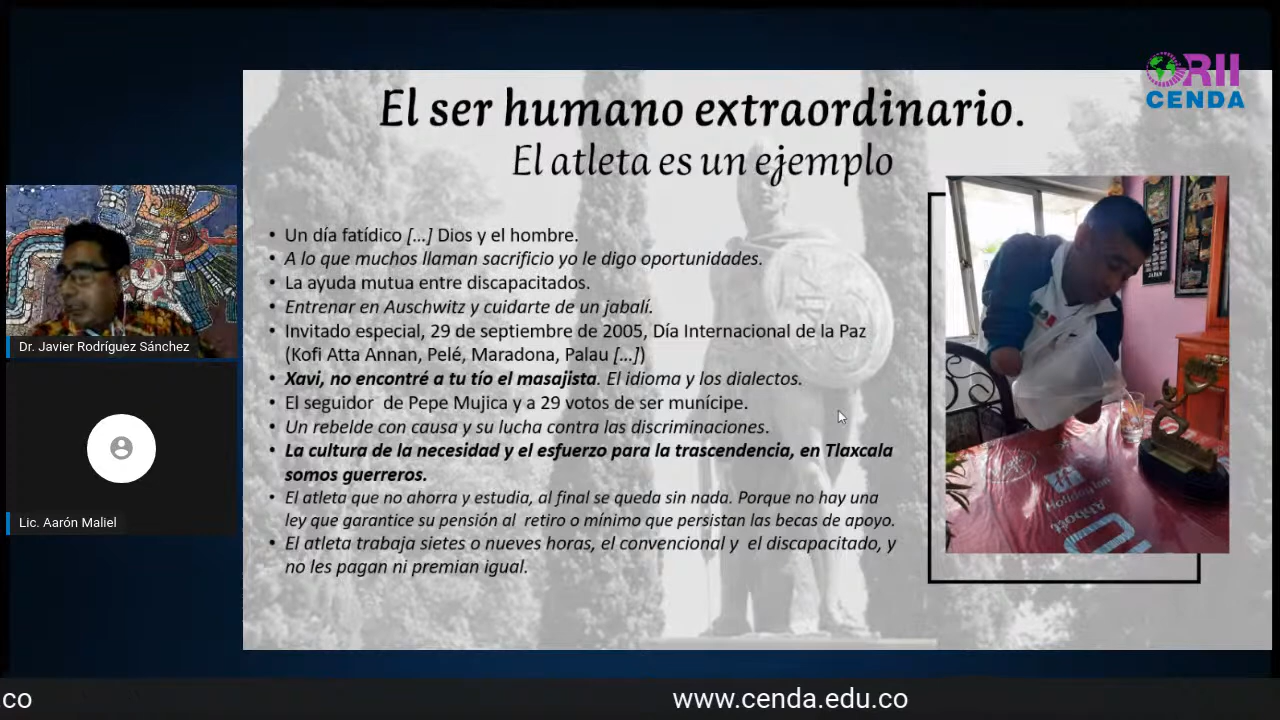 ORII
CENDA
El ser humano extraordinario.
El atleta es un ejemplo
• Un día fatídico [...] Dios y el hombre.
• A lo que muchos llaman sacrificio yo le digo oportunidades.
• La ayuda mutua entre discapacitados.
• Entrenar en Auschwitz y cuidarte de un jabalí.
• Invitado especial, 29 de septiembre de 2005, Día Internacional de la Paz
(Kofi Atta Annan, Pelé, Maradona, Palau [...])
• Xavi, no encontré a tu tío el masajista. El idioma y los dialectos.
• El seguidor de Pepe Mujica y a 29 votos de ser munícipe.
• Un rebelde con causa y su lucha contra las discriminaciones.
• La cultura de la necesidad y el esfuerzo para la trascendencia, en Tlaxcala
somos guerreros.
• El atleta que no ahorra y estudia, al final se queda sin nada. Porque no hay una
ley que garantice su pensión al retiro o mínimo que persistan las becas de apoyo.
• El atleta trabaja sietes o nueves horas, el convencional y el discapacitado, y
no les pagan ni premian igual.
JAPAN
Holiday Inn
Abbott
Dr. Javier Rodríguez Sánchez
Lic. Aarón Maliel
.co
www.cenda.edu.co